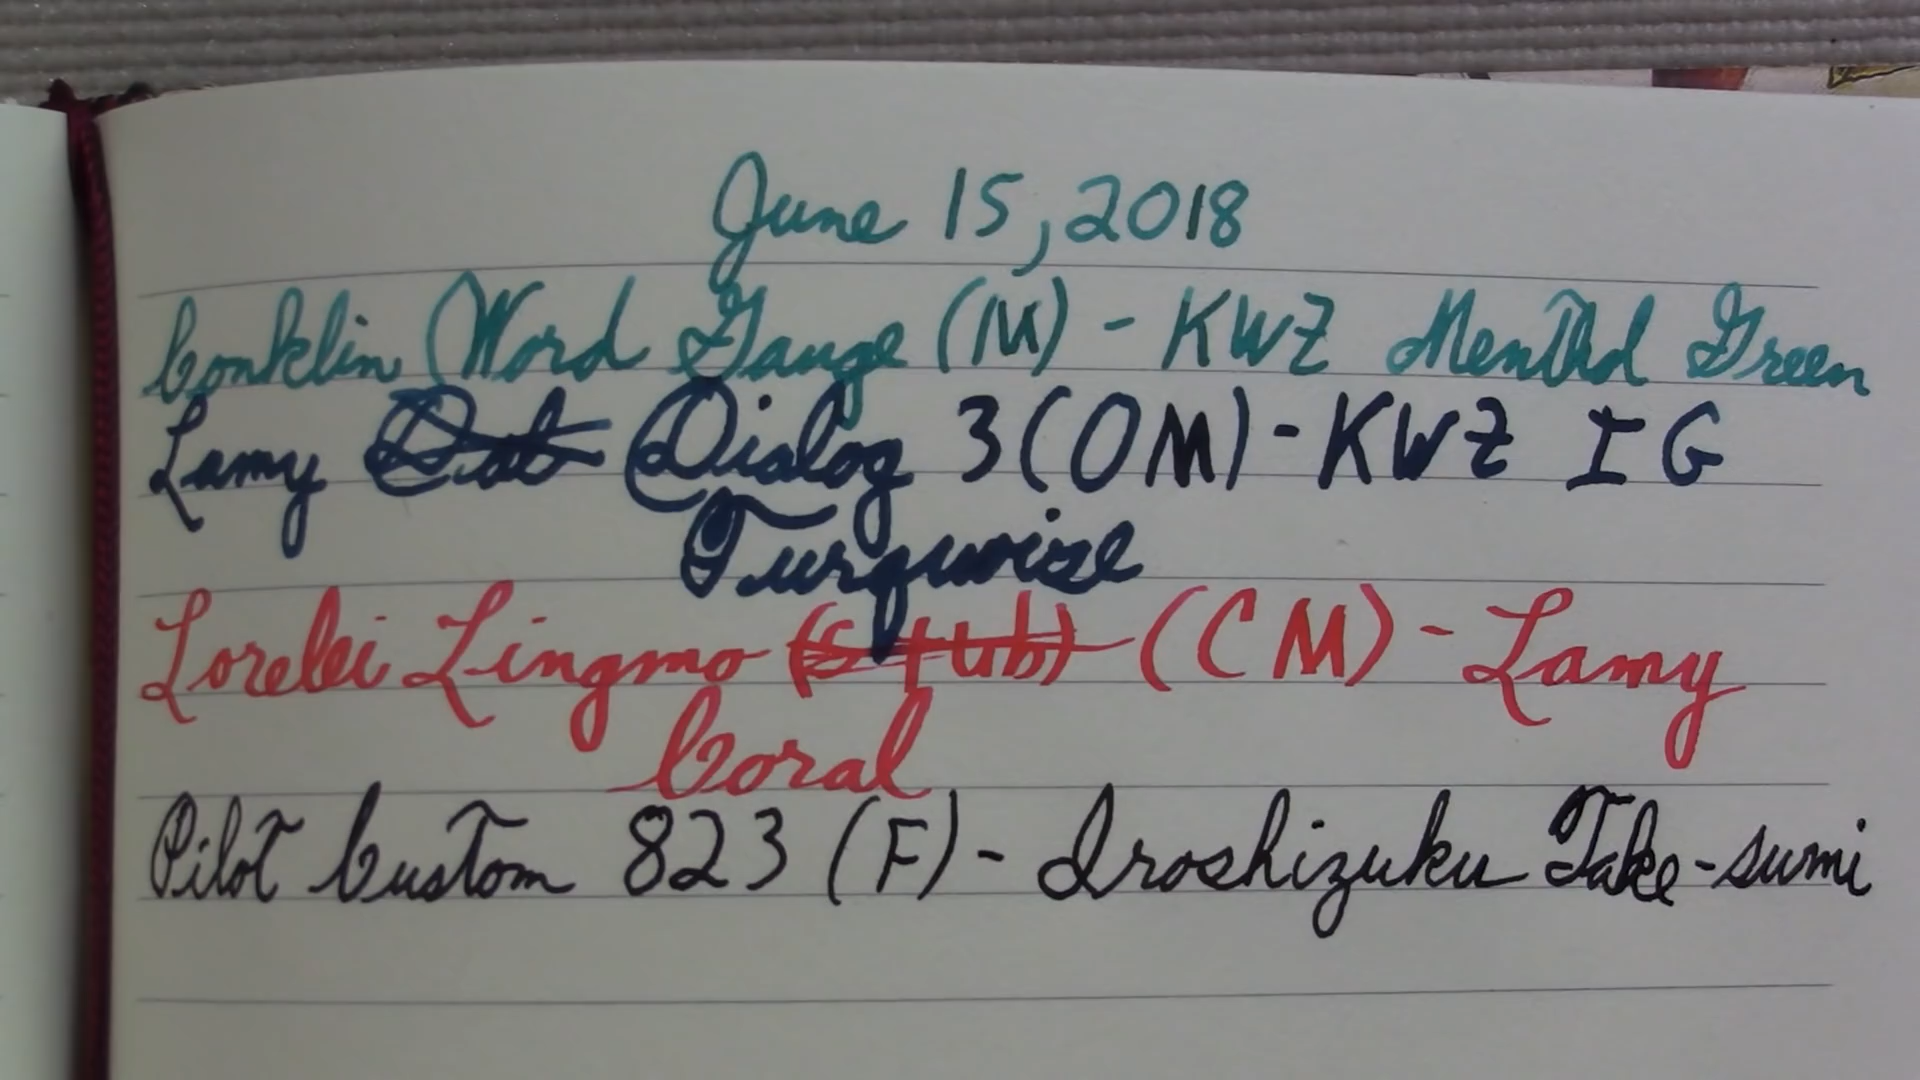 June 15, 2018
Conklin Word Gauge (M) - KWZ Menthol Green
Lamy Dialog 3 (OM) - KWZ IG
Turquoise
Lorelei Lingmo (stub) (CM) - Lamy
Coral
Pilot Custom 823 (F) - Iroshizuku Take-sumi